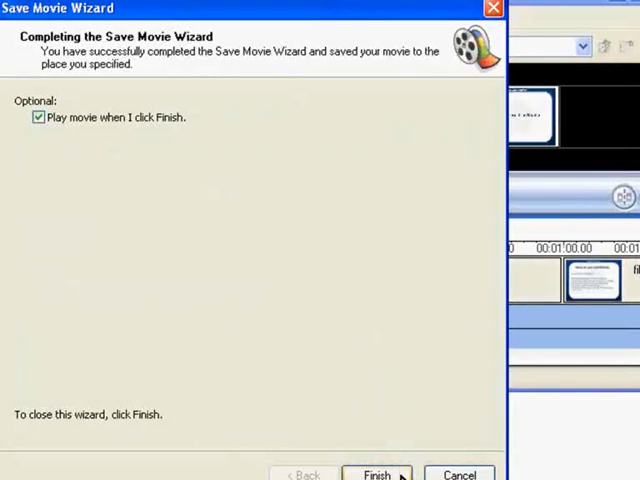 Save Movie Wizard
Completing the Save Movie Wizard
You have successfully completed the Save Movie Wizard and saved your movie to the
place you specified.
Optional:
Play movie when I click Finish.
00:01:00.00
To close this wizard, click Finish.
< Back
Finish
Cancel